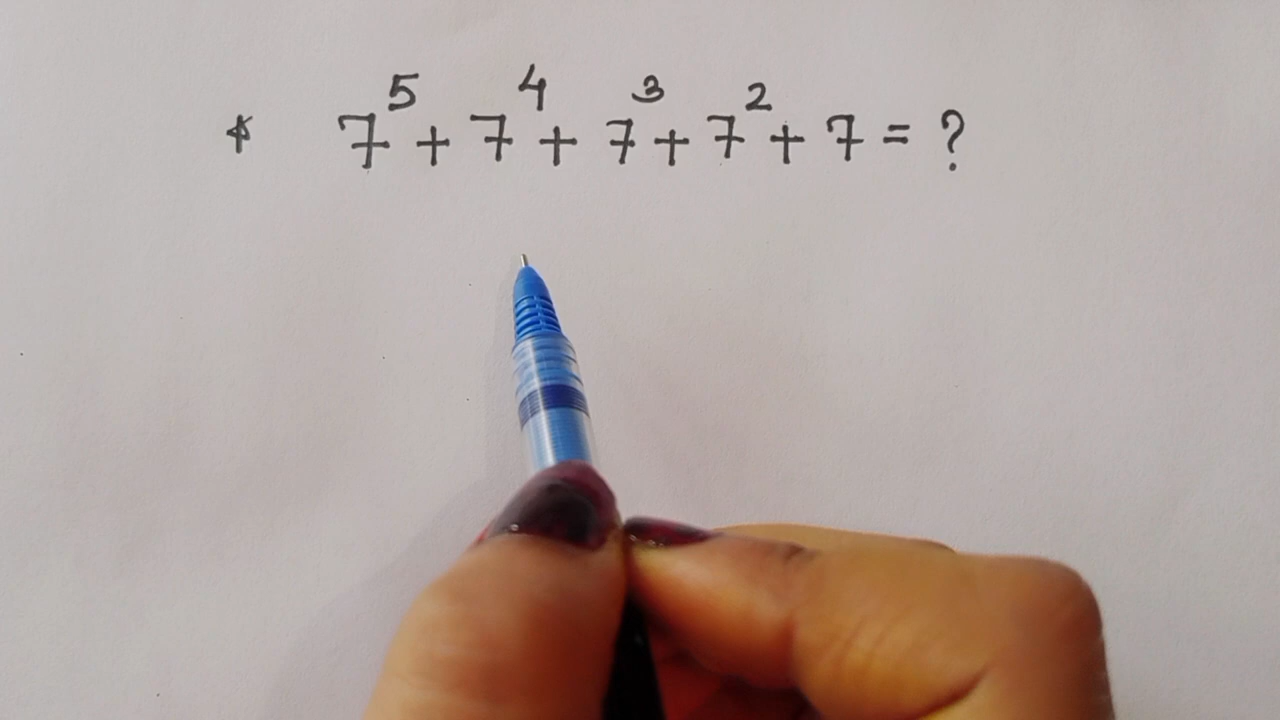 * 7⁵ + 7⁴ + 7³ + 7² + 7 = ?